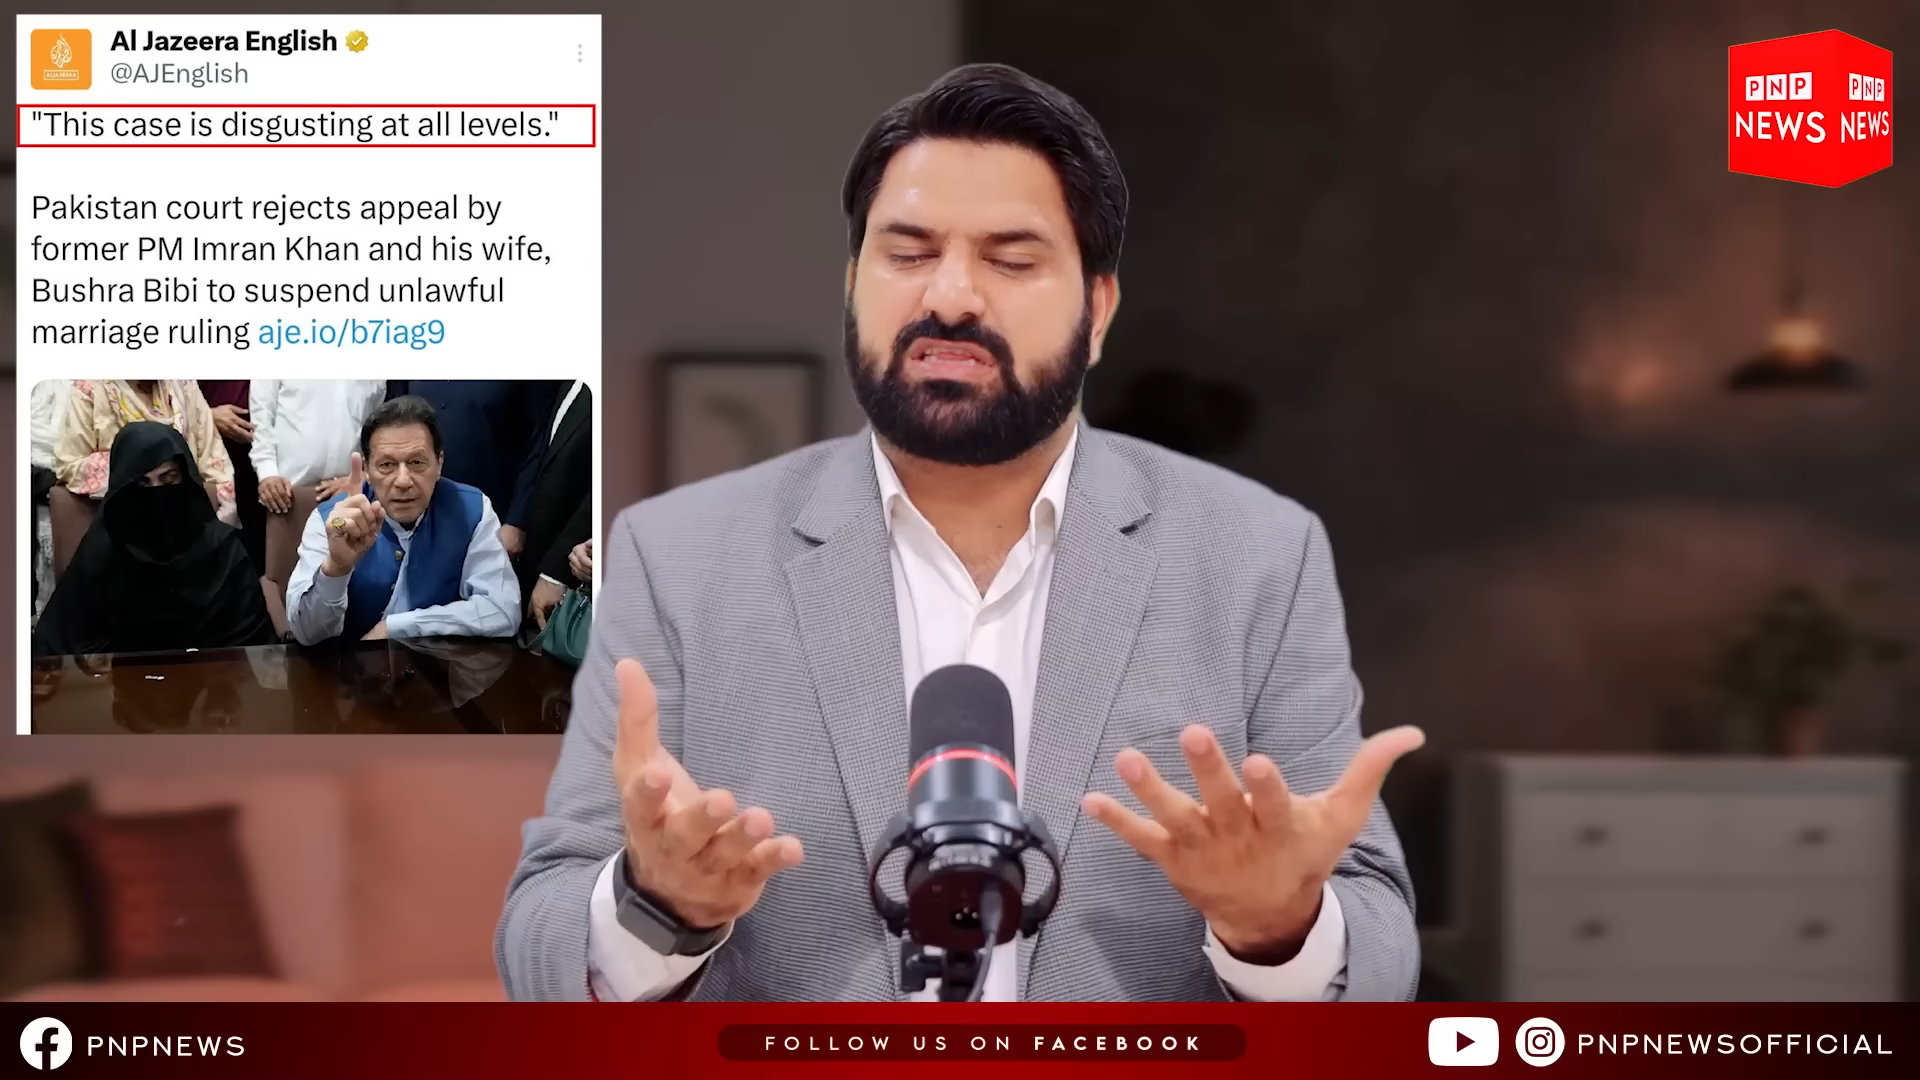 Al Jazeera English
@AJEnglish
"This case is disgusting at all levels."
Pakistan court rejects appeal by
former PM Imran Khan and his wife,
Bushra Bibi to suspend unlawful
marriage ruling aje.io/b7iag9
PNP
NEWS
PNP
NEWS
PNPNEWS
FOLLOW US ON FACEBOOK
PNPNEWSOFFICIAL